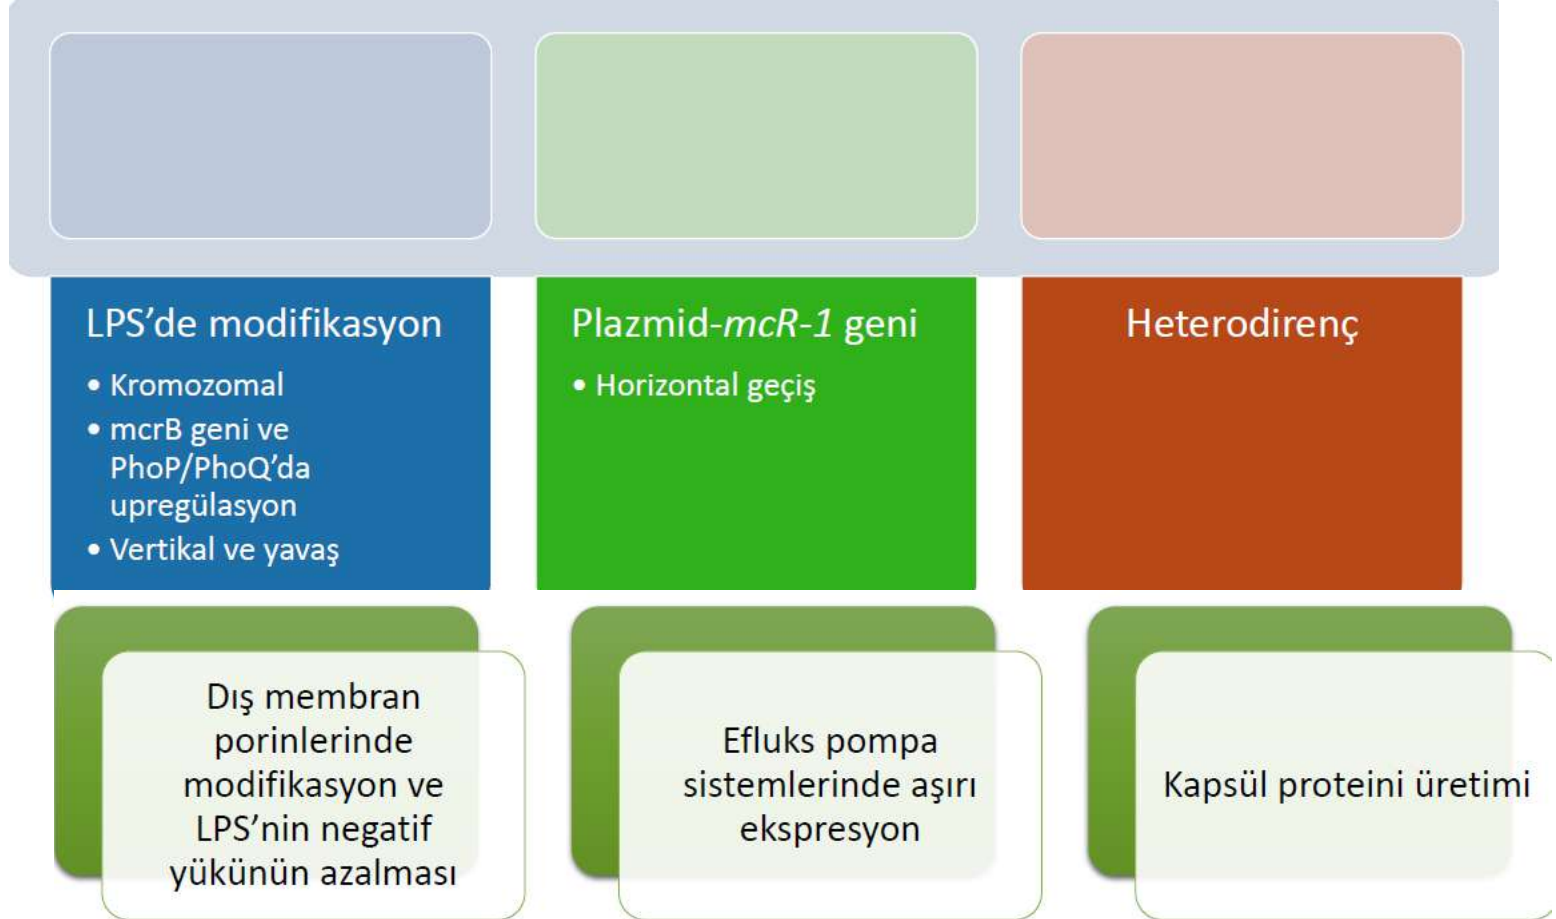 LPS’de modifikasyon
• Kromozomal
• mcrB geni ve
PhoP/PhoQ’da
upregülasyon
• Vertikal ve yavaş
Plazmid-mcR-1 geni
• Horizontal geçiş
Heterodirenç
Dış membran
porinlerinde
modifikasyon ve
LPS’nin negatif
yükünün azalması
Efluks pompa
sistemlerinde aşırı
ekspresyon
Kapsül proteini üretimi